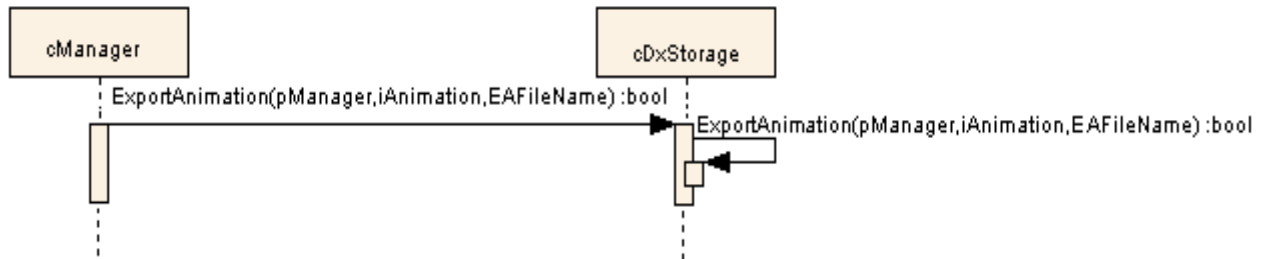 cManager
cDxStorage
ExportAnimation(pManager,iAnimation,EAFileName) :bool
ExportAnimation(pManager,iAnimation,EAFileName) :bool